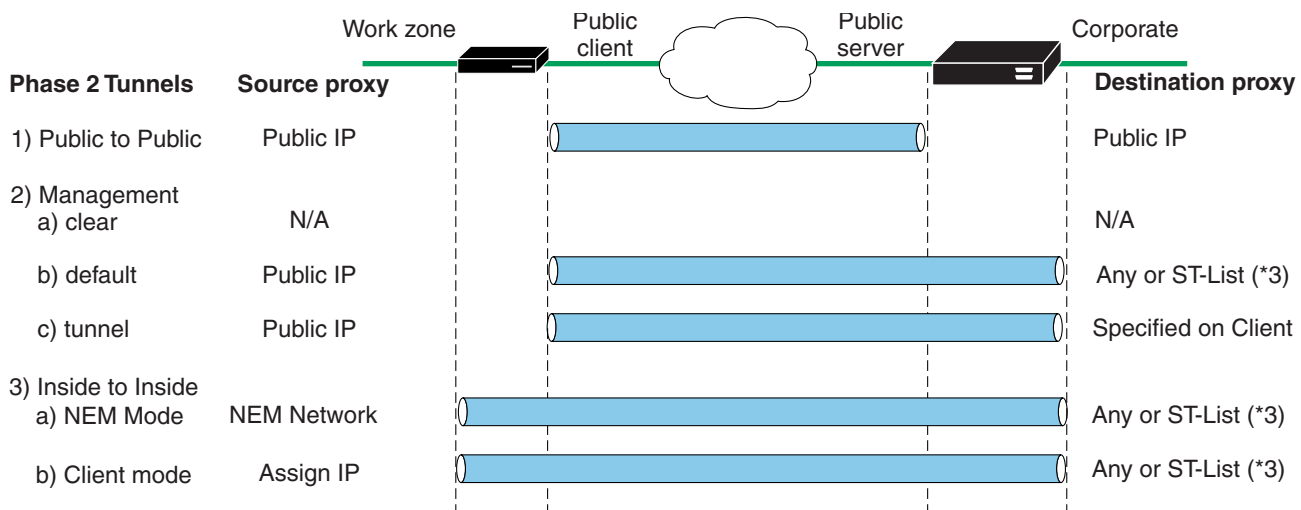 Work zone
Public
client
Public
server
Corporate
Phase 2 Tunnels Source proxy Destination proxy
1) Public to Public Public IP Public IP
2) Management
a) clear N/A N/A
b) default Public IP Any or ST-List (*3)
c) tunnel Public IP Specified on Client
3) Inside to Inside
a) NEM Mode NEM Network Any or ST-List (*3)
b) Client mode Assign IP Any or ST-List (*3)